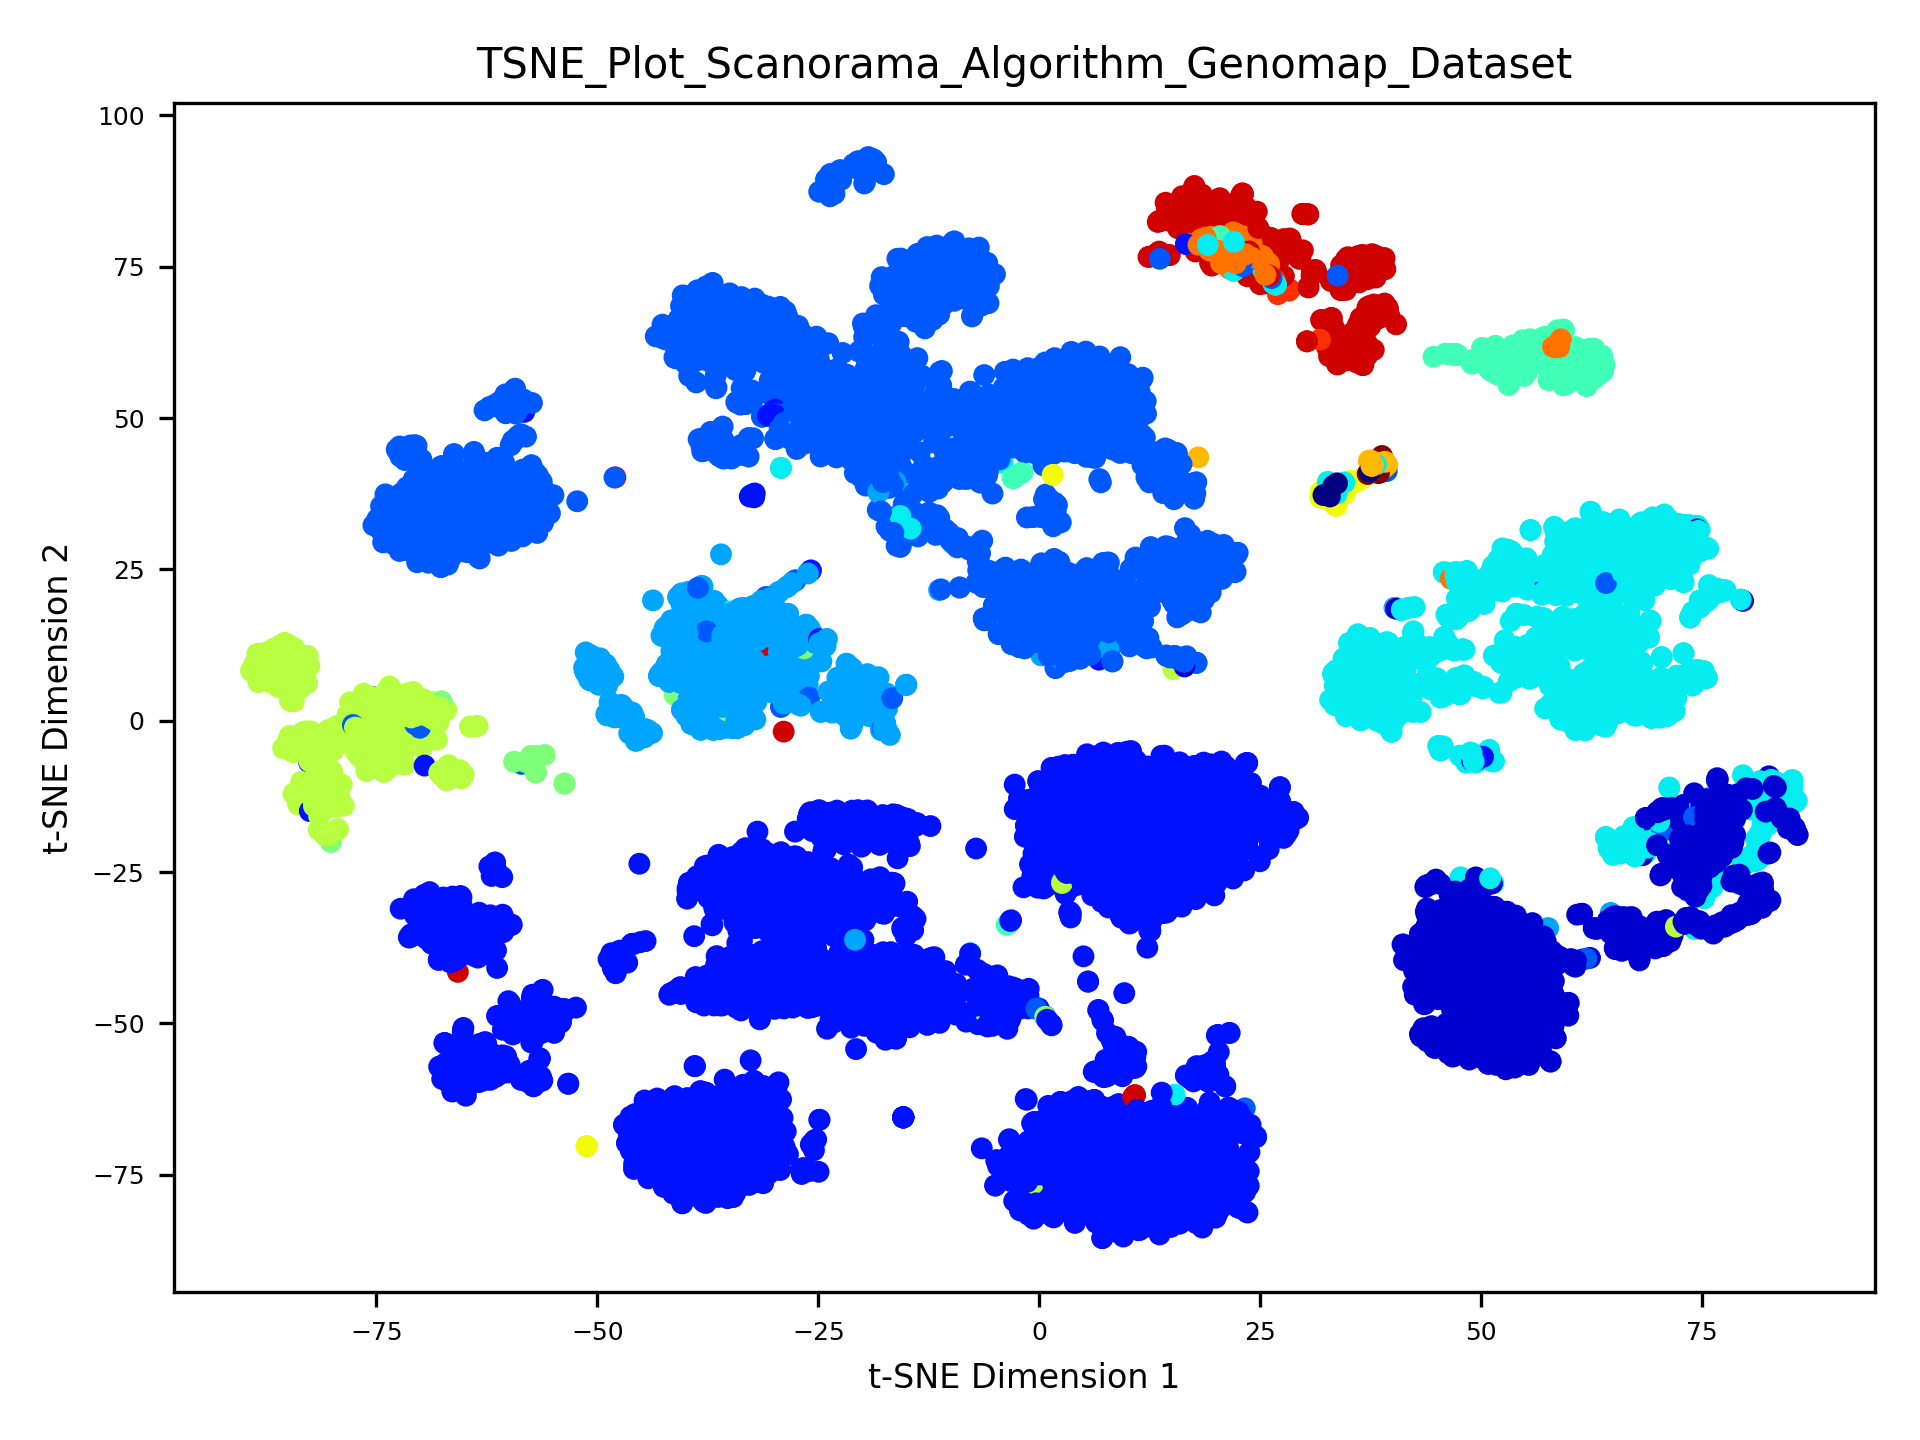 TSNE_Plot_Scanorama_Algorithm_Genomap_Dataset
100
75
50
25
0
−25
−50
−75
t-SNE Dimension 2
−75 −50 −25 0 25 50 75
t-SNE Dimension 1